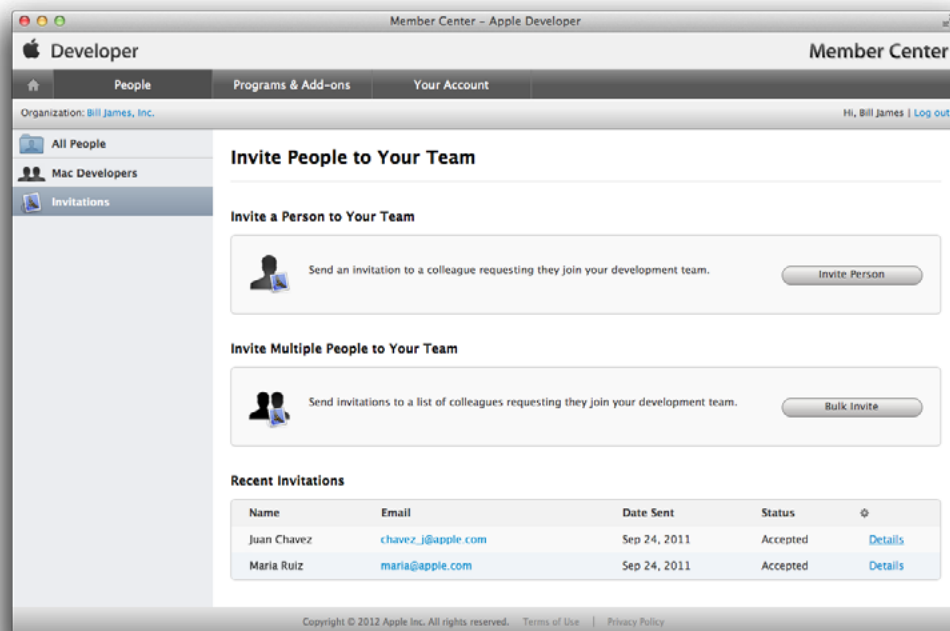 Member Center – Apple Developer
Developer
Member Center
People
Programs & Add-ons
Your Account
Organization: Bill James, Inc.
Hi, Bill James | Log out
All People
Mac Developers
Invitations
Invite People to Your Team
Invite a Person to Your Team
Send an invitation to a colleague requesting they join your development team.
Invite Person
Invite Multiple People to Your Team
Send invitations to a list of colleagues requesting they join your development team.
Bulk Invite
Recent Invitations
Name Email Date Sent Status
Juan Chavez chavez_j@apple.com Sep 24, 2011 Accepted Details
Maria Ruiz maria@apple.com Sep 24, 2011 Accepted Details
Copyright © 2012 Apple Inc. All rights reserved. Terms of Use | Privacy Policy